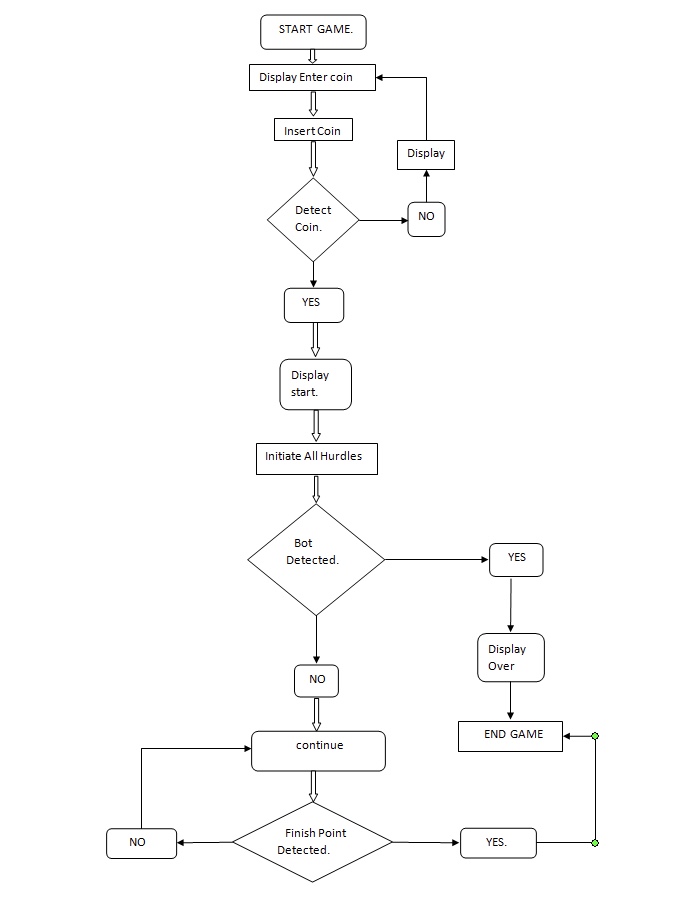 START GAME.
Display Enter coin
Insert Coin
Display
Detect
Coin.
NO
YES
Display
start.
Initiate All Hurdles
Bot
Detected.
YES
Display
Over
NO
END GAME
continue
Finish Point
Detected.
NO
YES.